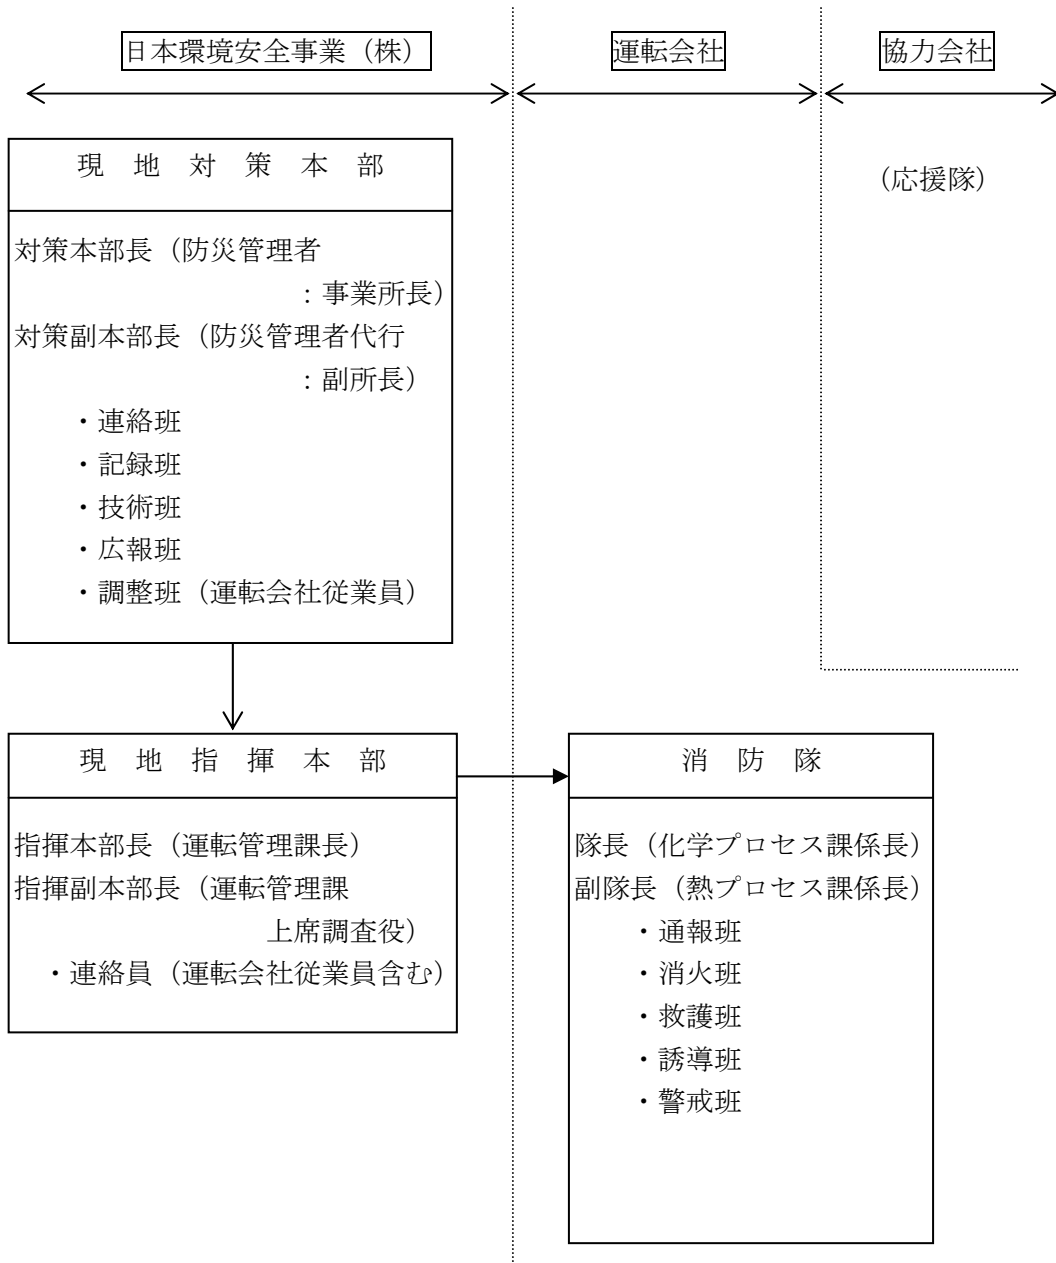 日本環境安全事業（株）
運転会社
協力会社
現　地　対　策　本　部
（応援隊）
対策本部長（防災管理者
：事業所長）
対策副本部長（防災管理者代行
：副所長）
・連絡班
・記録班
・技術班
・広報班
・調整班（運転会社従業員）
現　地　指　揮　本　部
指揮本部長（運転管理課長）
指揮副本部長（運転管理課
上席調査役）
・連絡員（運転会社従業員含む）
消　防　隊
隊長（化学プロセス課係長）
副隊長（熱プロセス課係長）
・通報班
・消火班
・救護班
・誘導班
・警戒班